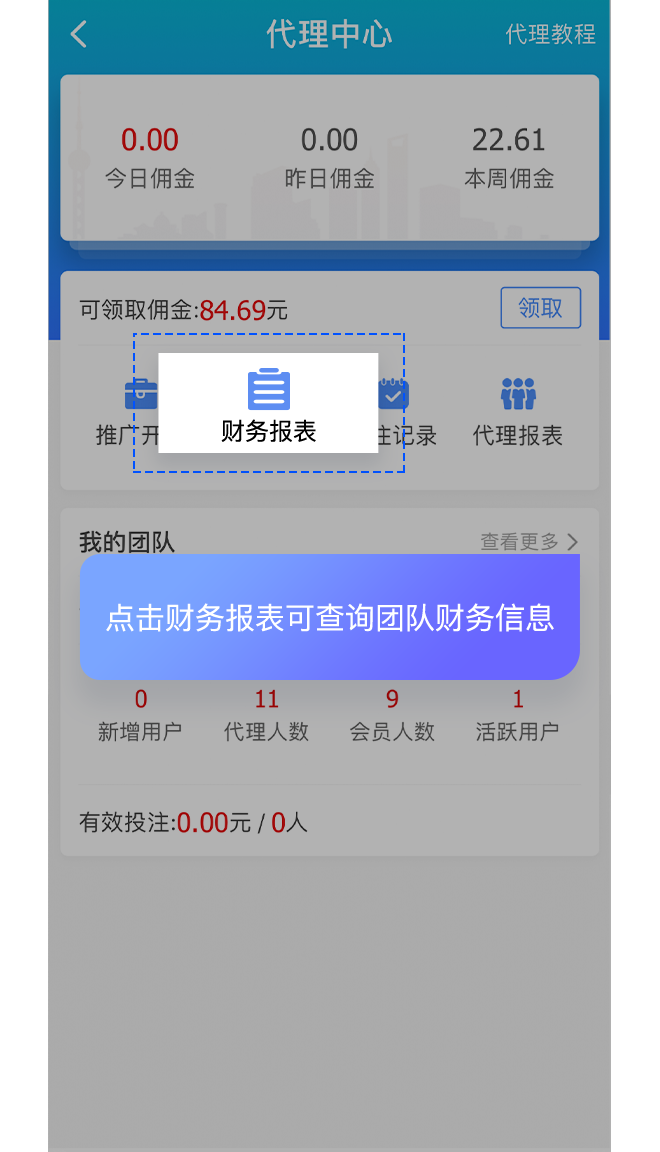 代理中心
代理教程
0.00
0.00
22.61
今日佣金
昨日佣金
本周佣金
可领取佣金:84.69元
领取
推广开
财务报表
注记录
代理报表
我的团队
查看更多
点击财务报表可查询团队财务信息
0
11
9
1
新增用户
代理人数
会员人数
活跃用户
有效投注:0.00元 / 0人